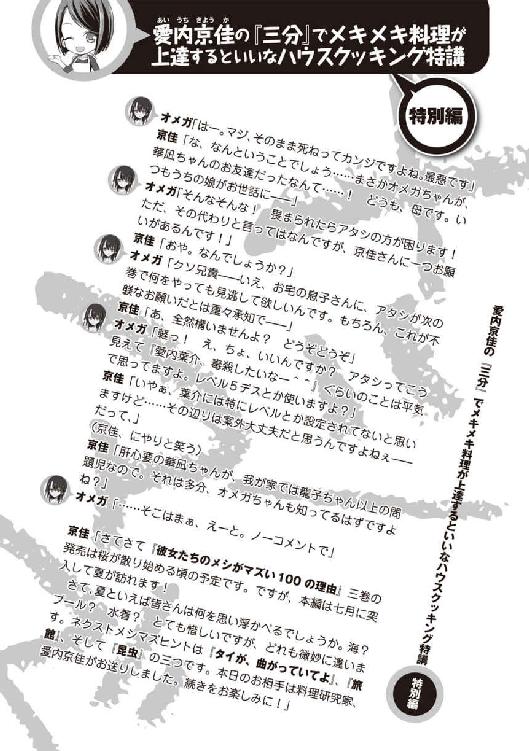 愛内京佳の『三分』でメキメキ料理が
上達するといいなハウスクッキング特講
あい うち きょう か
特別編
オメガ「はー。マジ、そのまま死ねってカンジですよね。最悪です」
京佳「な、なんということでしょう……まさかオメガちゃんが、
華凪ちゃんのお友達だったなんて……！　どうも、母です。い
つもうちの娘がお世話に――」
オメガ「そんなそんな！　畏まられたらアタシの方が困ります！
ただ、その代わりと言ってはなんですが、京佳さんに一つお願
いがあるんです！」
京佳「おや。なんでしょうか？」
オメガ「クソ兄貴――いえ、お宅の息子さんに、アタシが次の
巻で何をやっても見逃して欲しいんです。もちろん、これが不
躾なお願いだとは重々承知で――」
京佳「あ、全然構いませんよ？　どうぞどうぞ」
オメガ「軽っ！　え、ちょ、いいんですか？　アタシってこう
見えて「愛内葉介、毒殺したいなー＾＾」くらいのことは平気
で思ってますよ。レベル５デスとか使いますよ？」
京佳「いやぁ、葉介には特にレベルとか設定されてないと思い
ますけど……その辺りは案外大丈夫だと思うんですよねぇ――
だって、」
（京佳、にやりと笑う）
京佳「肝心要の華凪ちゃんが、我が家では龍子ちゃん以上の問
題児なので。それは多分、オメガちゃんも知ってるはずですよ
ね？」
オメガ「……そこはまぁ、えーと。ノーコメントで」
京佳「さてさて『彼女たちのメシがマズい100の理由』三巻の
発売は桜が散り始める頃の予定です。ですが、本編は七月に突
入して夏が訪れます！
さて、夏といえば皆さんは何を思い浮かべるでしょうか。海？
プール？　水着？　とても惜しいですが、どれも微妙に違いま
す。ネクストメシマズヒントは『タイが、曲がっていてよ』、『旅
館』、そして『昆虫』の三つです。本日のお相手は料理研究家、
愛内京佳がお送りしました。続きをお楽しみに！」
愛内京佳の『三分』でメキメキ料理が上達するといいなハウスクッキング特講
特別編